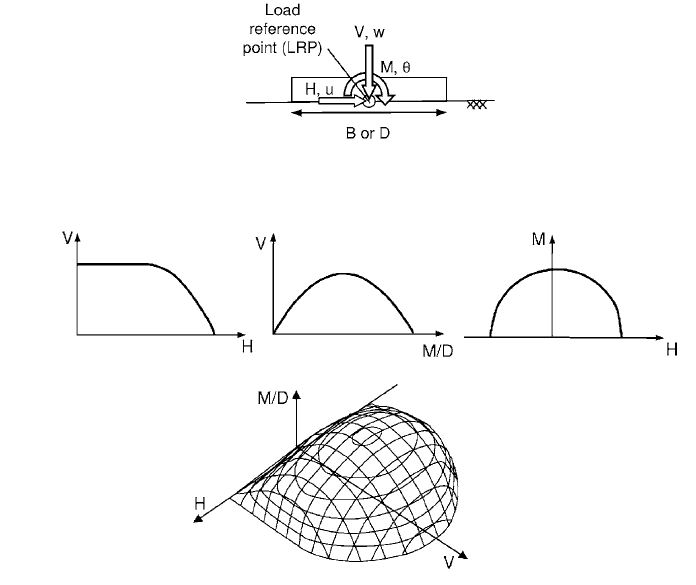 Load
reference
point (LRP)
V, w
M, θ
H, u
B or D
V
H
V
M/D
M
H
M/D
H
V